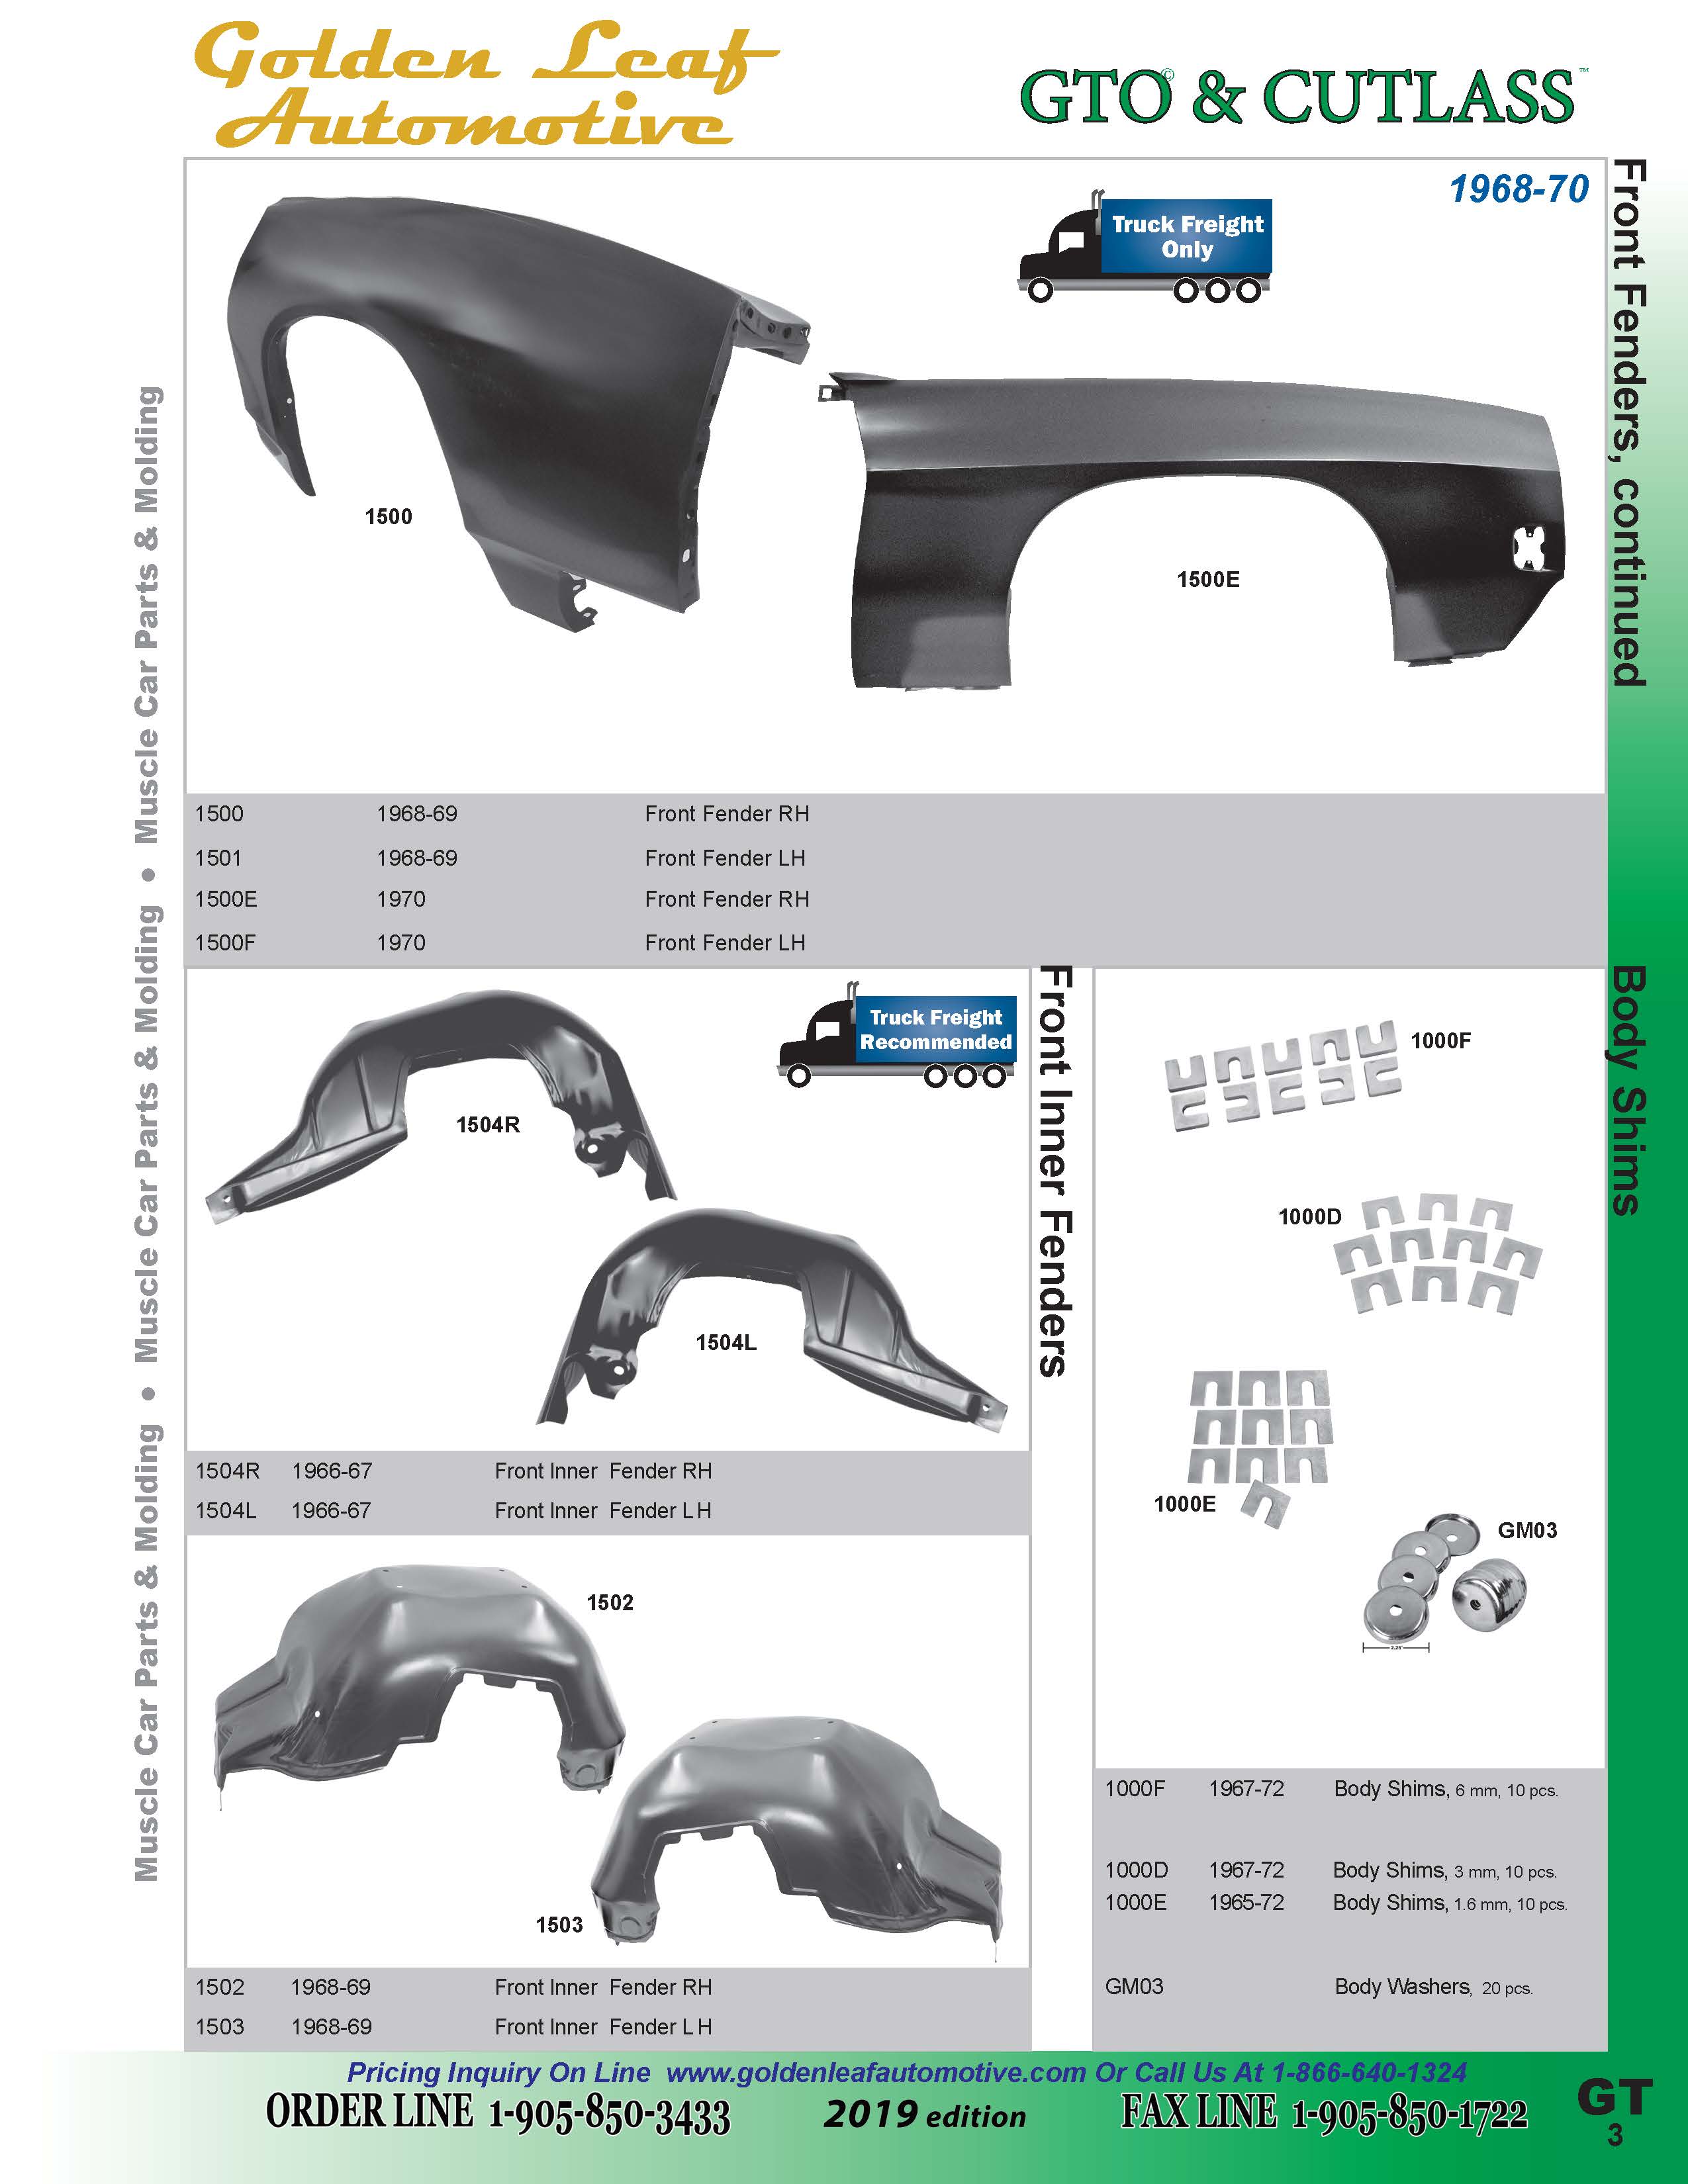 Golden Leaf
Automotive
GTO© & CUTLASS™
1968-70
Truck Freight
Only
Front Fenders, continued
1500
1500E
Muscle Car Parts & Molding • Muscle Car Parts & Molding • Muscle Car Parts & Molding
1500 1968-69 Front Fender RH
1501 1968-69 Front Fender LH
1500E 1970 Front Fender RH
1500F 1970 Front Fender LH
Truck Freight
Recommended
Front Inner Fenders
1504R
1504L
1504R 1966-67 Front Inner Fender RH
1504L 1966-67 Front Inner Fender LH
1502
1503
1502 1968-69 Front Inner Fender RH
1503 1968-69 Front Inner Fender LH
Body Shims
1000F
1000D
1000E
GM03
2.25"
1000F 1967-72 Body Shims, 6 mm, 10 pcs.
1000D 1967-72 Body Shims, 3 mm, 10 pcs.
1000E 1965-72 Body Shims, 1.6 mm, 10 pcs.
GM03 Body Washers, 20 pcs.
Pricing Inquiry On Line www.goldenleafautomotive.com Or Call Us At 1-866-640-1324
ORDER LINE 1-905-850-3433 2019 edition FAX LINE 1-905-850-1722
GT
3